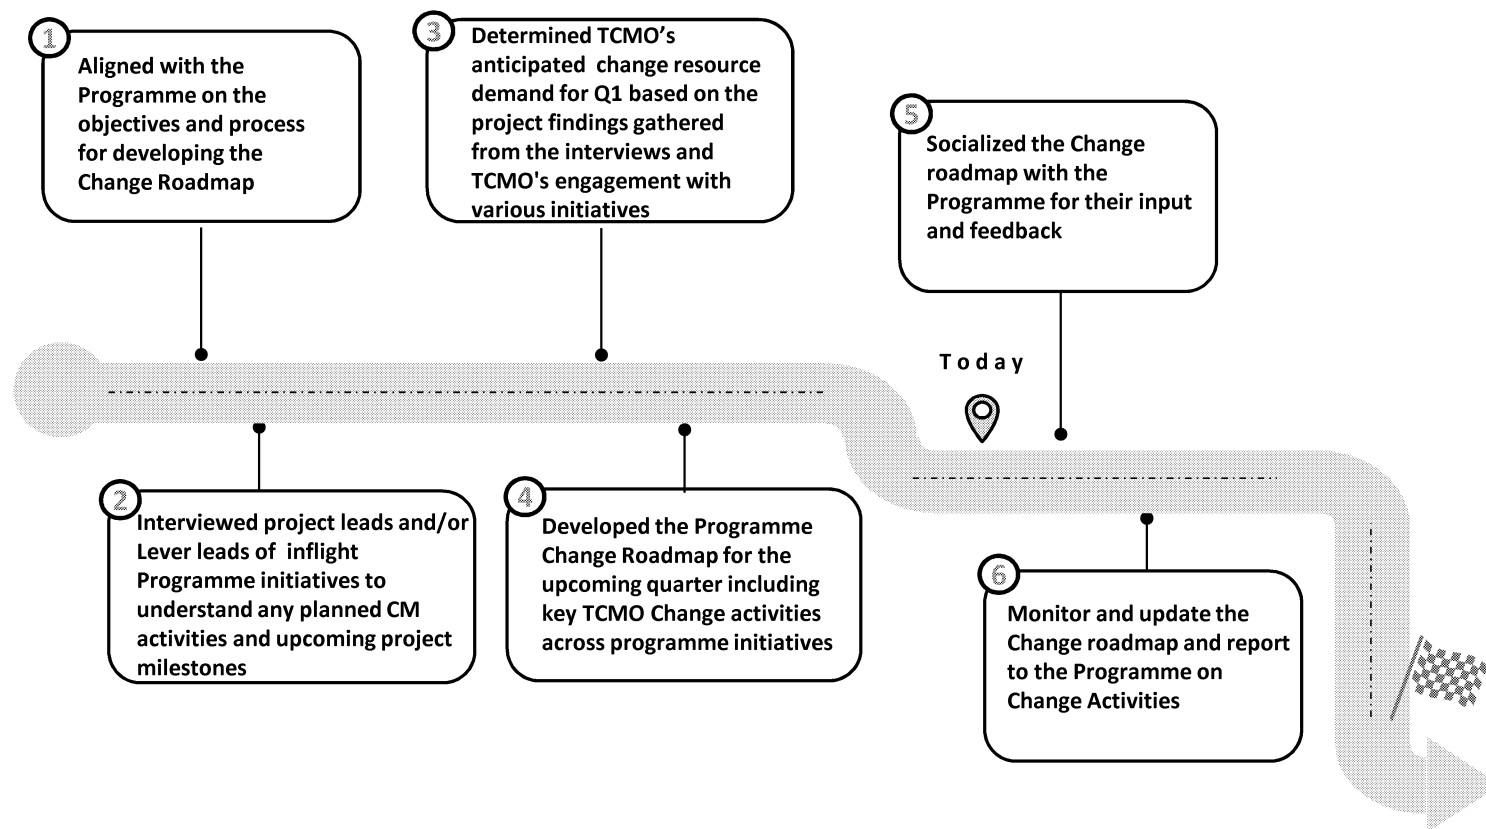 1
Aligned with the
Programme on the
objectives and process
for developing the
Change Roadmap
2
Interviewed project leads and/or
Lever leads of  inflight
Programme initiatives to
understand any planned CM
activities and upcoming project
milestones
3
Determined TCMO’s
anticipated  change resource
demand for Q1 based on the
project findings gathered
from the interviews and
TCMO's engagement with
various initiatives
4
Developed the Programme
Change Roadmap for the
upcoming quarter including
key TCMO Change activities
across programme initiatives
Today
5
Socialized the Change
roadmap with the
Programme for their input
and feedback
6
Monitor and update the
Change roadmap and report
to the Programme on
Change Activities